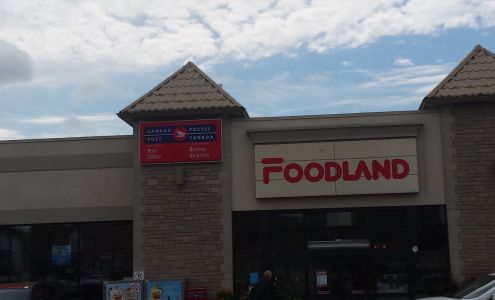 CANADA POSTES
POST CANADA
Post Bureau
Office de poste
FOODLAND